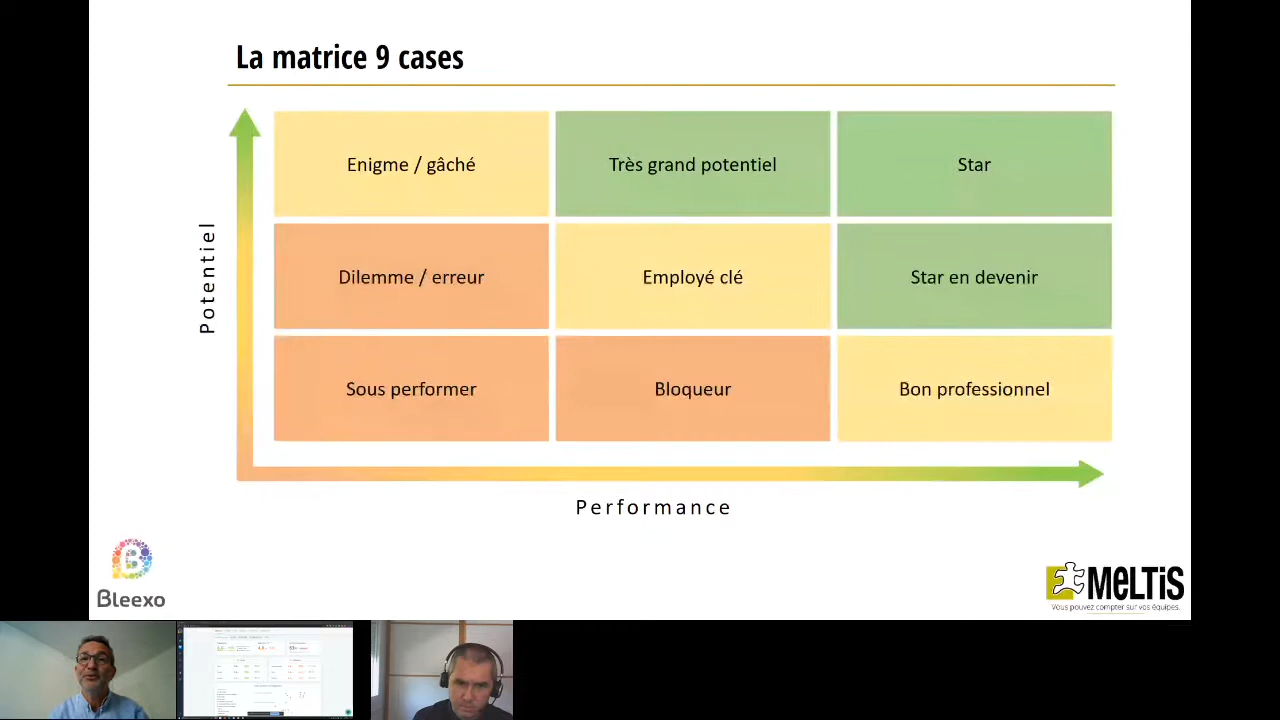 La matrice 9 cases
Enigme / gâché
Très grand potentiel
Star
Potentiel
Dilemme / erreur
Employé clé
Star en devenir
Sous performer
Bloqueur
Bon professionnel
Performance
Bleexo
MELTiS
Vous pouvez compter sur vos équipes.